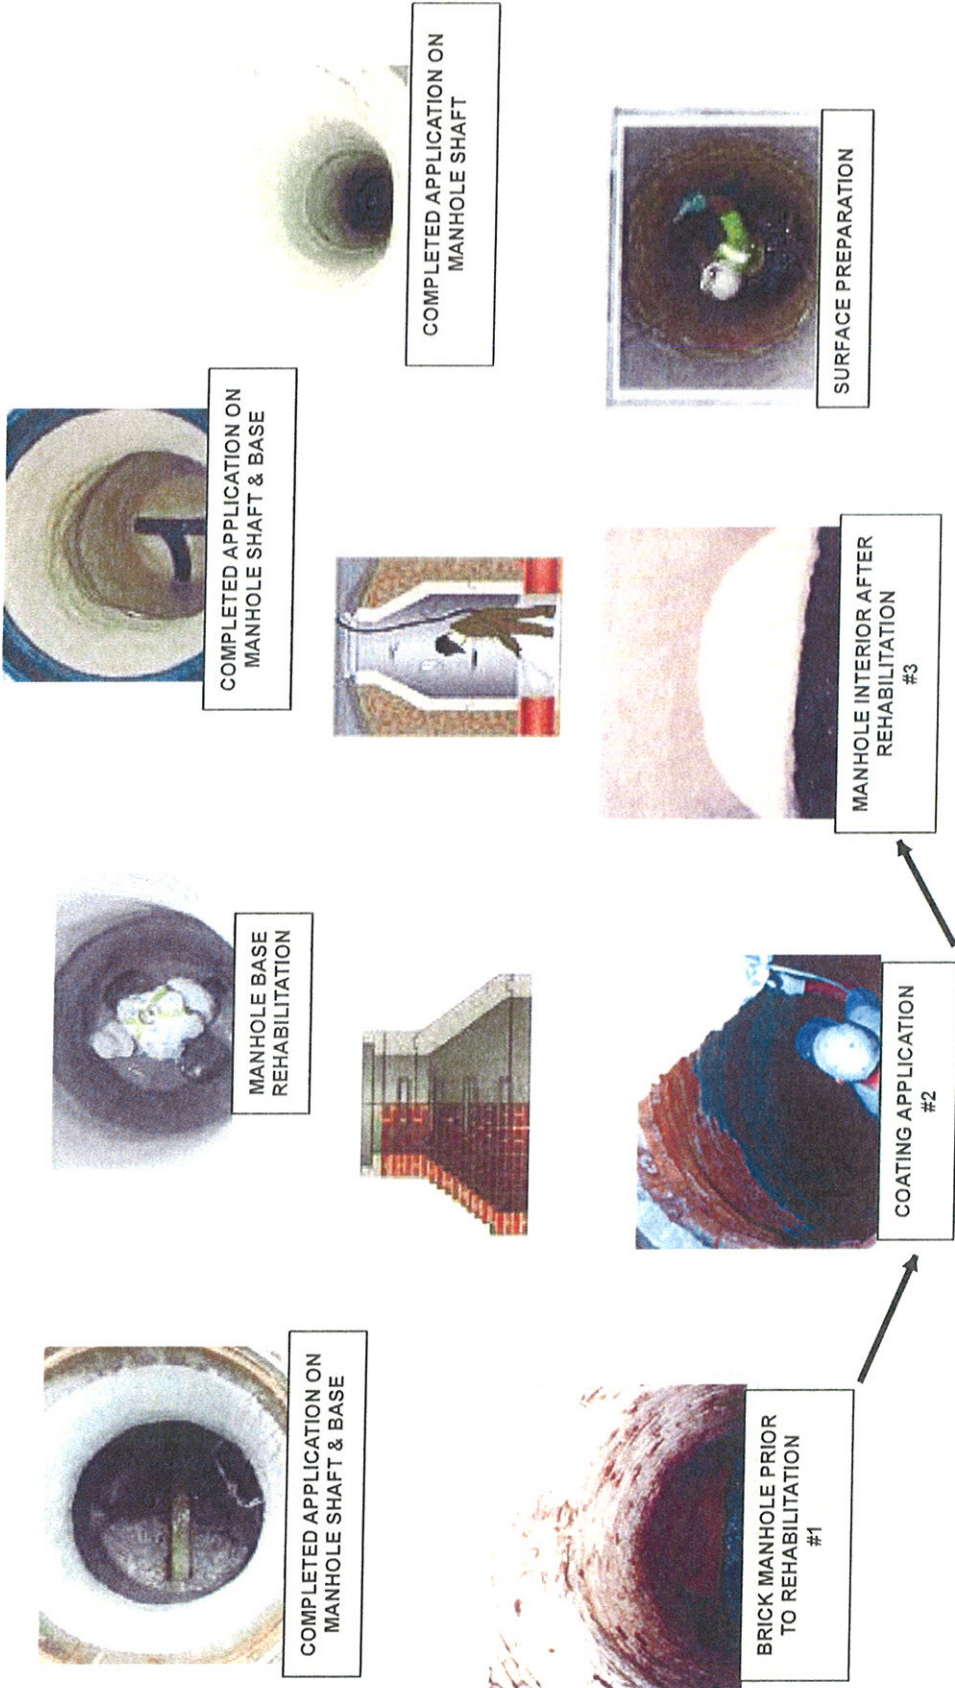 COMPLETED APPLICATION ON
MANHOLE SHAFT & BASE
MANHOLE BASE
REHABILITATION
COMPLETED APPLICATION ON
MANHOLE SHAFT & BASE
COMPLETED APPLICATION ON
MANHOLE SHAFT
BRICK MANHOLE PRIOR
TO REHABILITATION
#1
COATING APPLICATION
#2
MANHOLE INTERIOR AFTER
REHABILITATION
#3
SURFACE PREPARATION